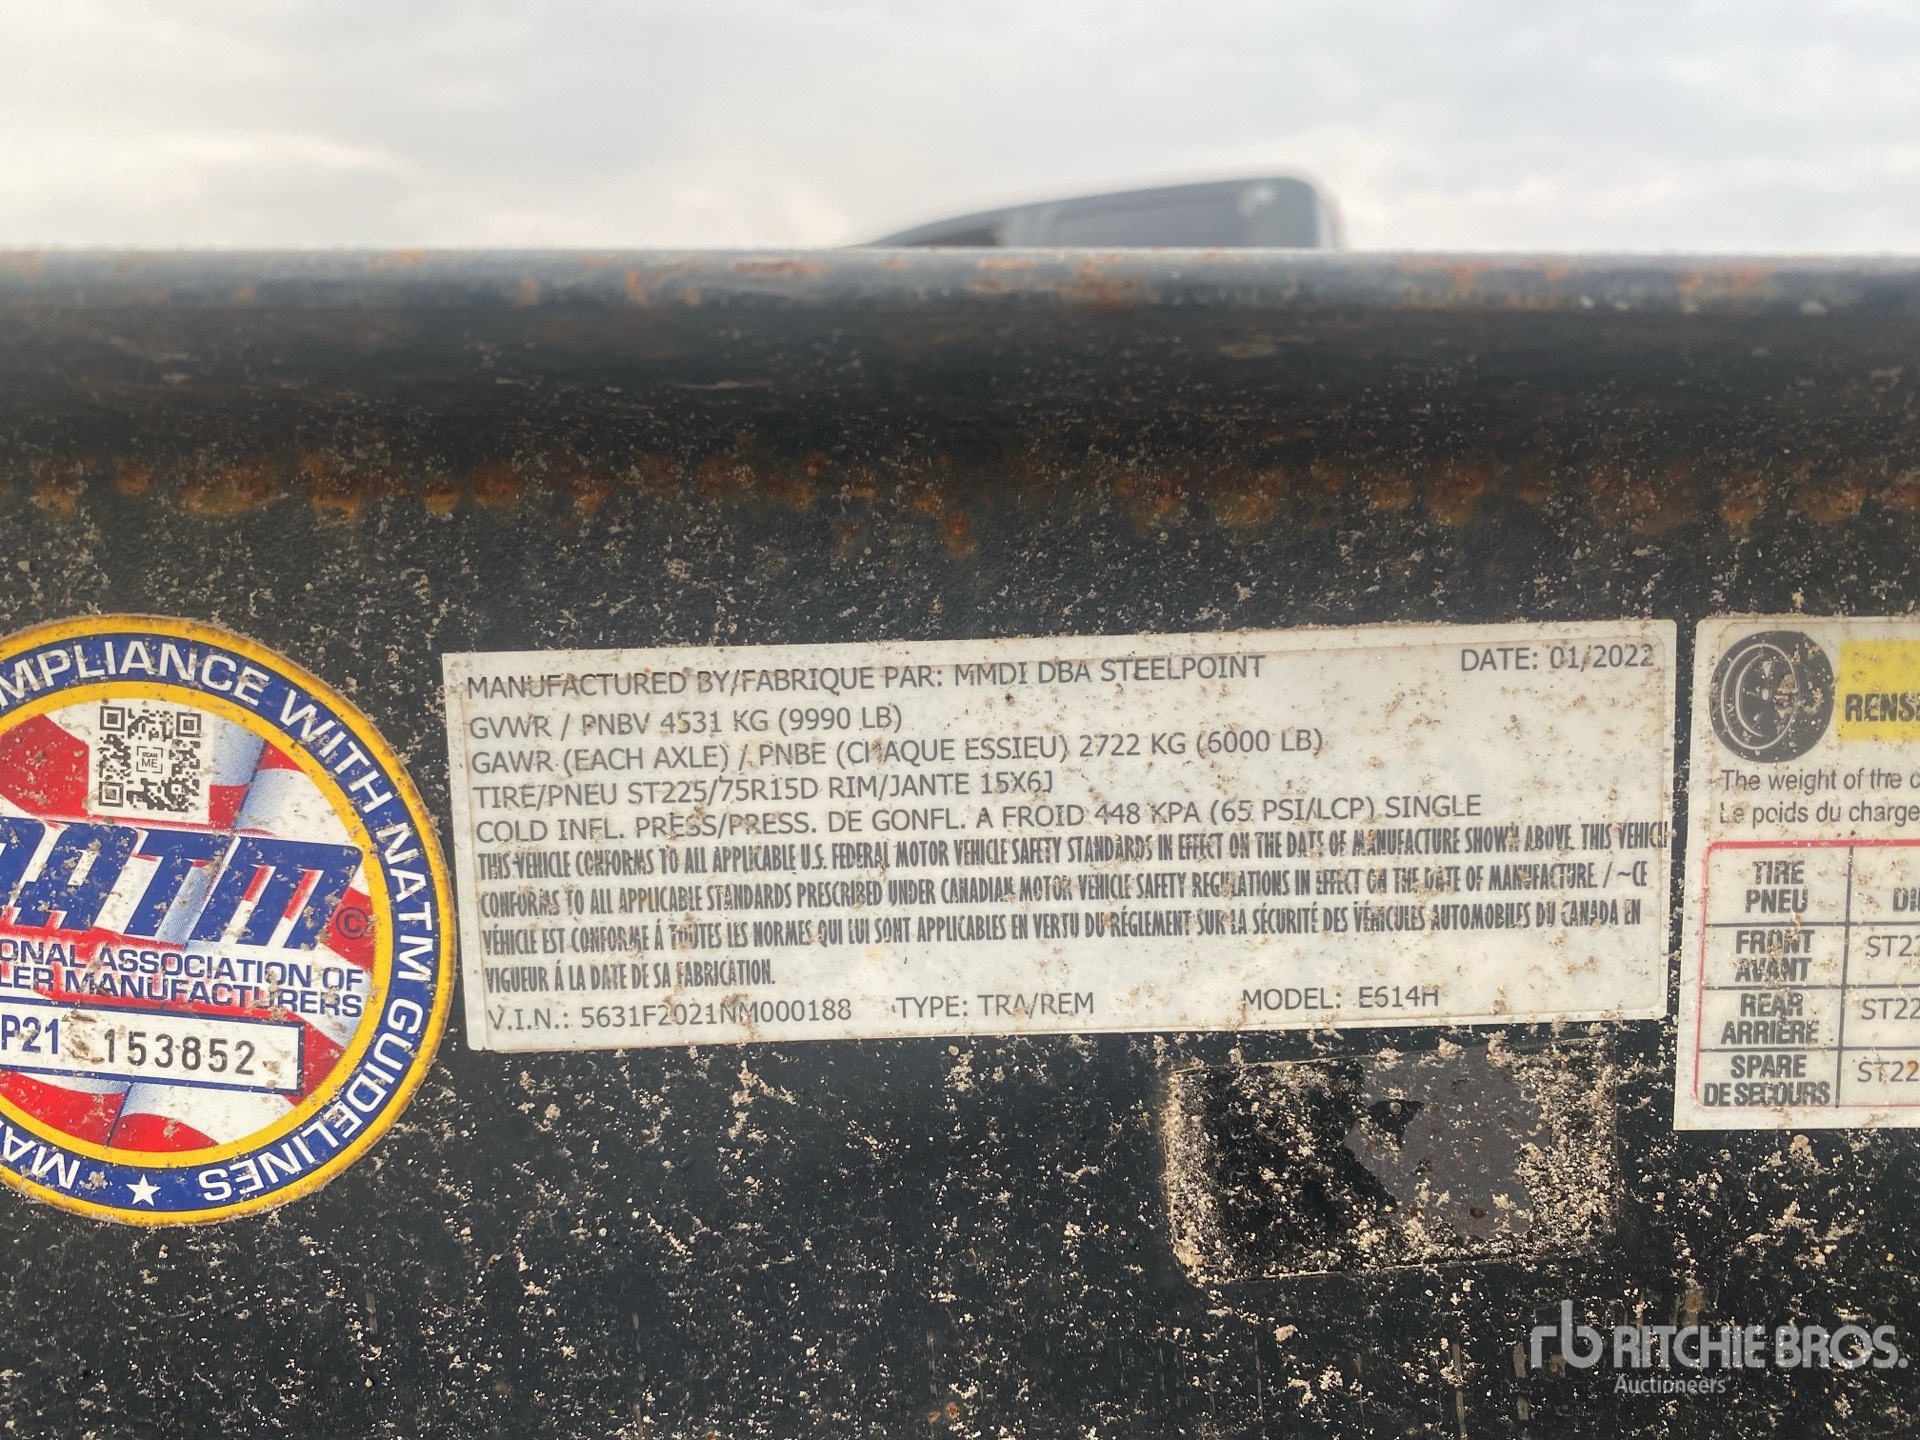 MPLIANCE WITH NATM GUIDELINES
SCAN
ME
NATM ©
ONAL ASSOCIATION OF
LER MANUFACTURERS
P21 153852
MANUFACTURED BY/FABRIQUE PAR: MMDI DBA STEELPOINT DATE: 01/2022
GVWR / PNBV 4531 KG (9990 LB)
GAWR (EACH AXLE) / PNBE (CHAQUE ESSIEU) 2722 KG (6000 LB)
TIRE/PNEU ST225/75R15D RIM/JANTE 15X6J
COLD INFL. PRESS/PRESS. DE GONFL. A FROID 448 KPA (65 PSI/LCP) SINGLE
THIS VEHICLE CONFORMS TO ALL APPLICABLE U.S. FEDERAL MOTOR VEHICLE SAFETY STANDARDS IN EFFECT ON THE DATE OF MANUFACTURE SHOWN ABOVE. THIS VEHICLE
CONFORMS TO ALL APPLICABLE STANDARDS PRESCRIBED UNDER CANADIAN MOTOR VEHICLE SAFETY REGULATIONS IN EFFECT ON THE DATE OF MANUFACTURE / ~CE
VÉHICLE EST CONFORME À TOUTES LES NORMES QUI LUI SONT APPLICABLES EN VERTU DU RÉGLEMENT SUR LA SÉCURITÉ DES VÉHICULES AUTOMOBILES DU CANADA EN
VIGUEUR Á LA DATE DE SA FABRICATION.
V.I.N.: 5631F2021NM000188 TYPE: TRA/REM MODEL: E614H
RENSE
The weight of the c
Le poids du charge
TIRE
PNEU DI
FRONT
AVANT ST22
REAR
ARRIÈRE ST22
SPARE
DE SECOURS ST22
rb RITCHIE BROS.
Auctioneers